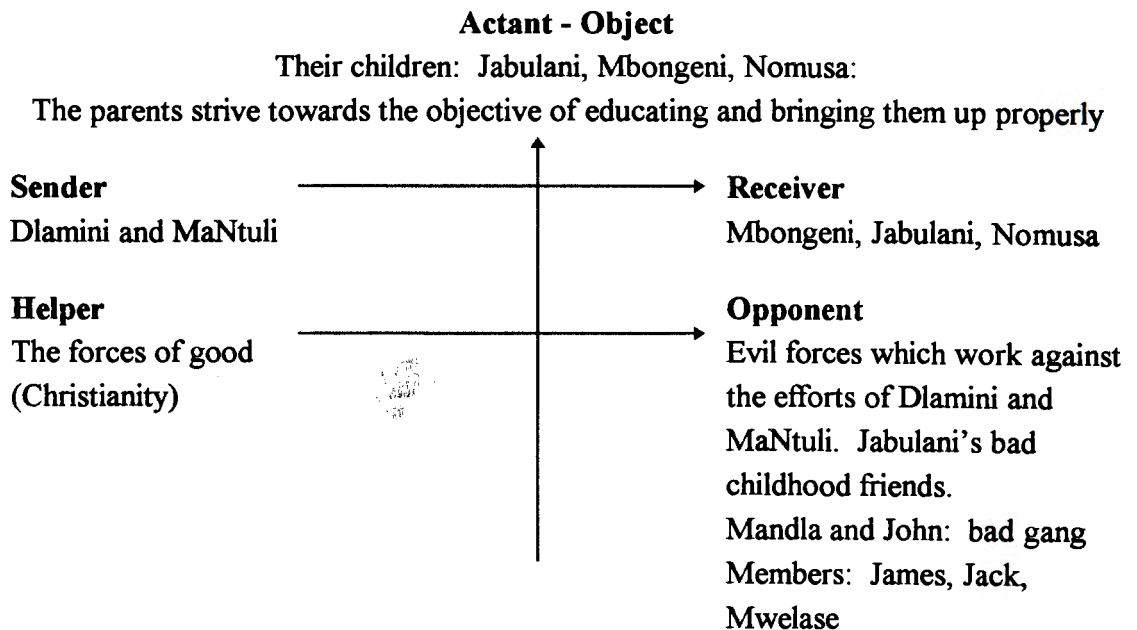 Actant - Object
Their children: Jabulani, Mbongeni, Nomusa:
The parents strive towards the objective of educating and bringing them up properly
Sender
Dlamini and MaNtuli
Receiver
Mbongeni, Jabulani, Nomusa
Helper
The forces of good
(Christianity)
Opponent
Evil forces which work against
the efforts of Dlamini and
MaNtuli. Jabulani's bad
childhood friends.
Mandla and John: bad gang
Members: James, Jack,
Mwelase